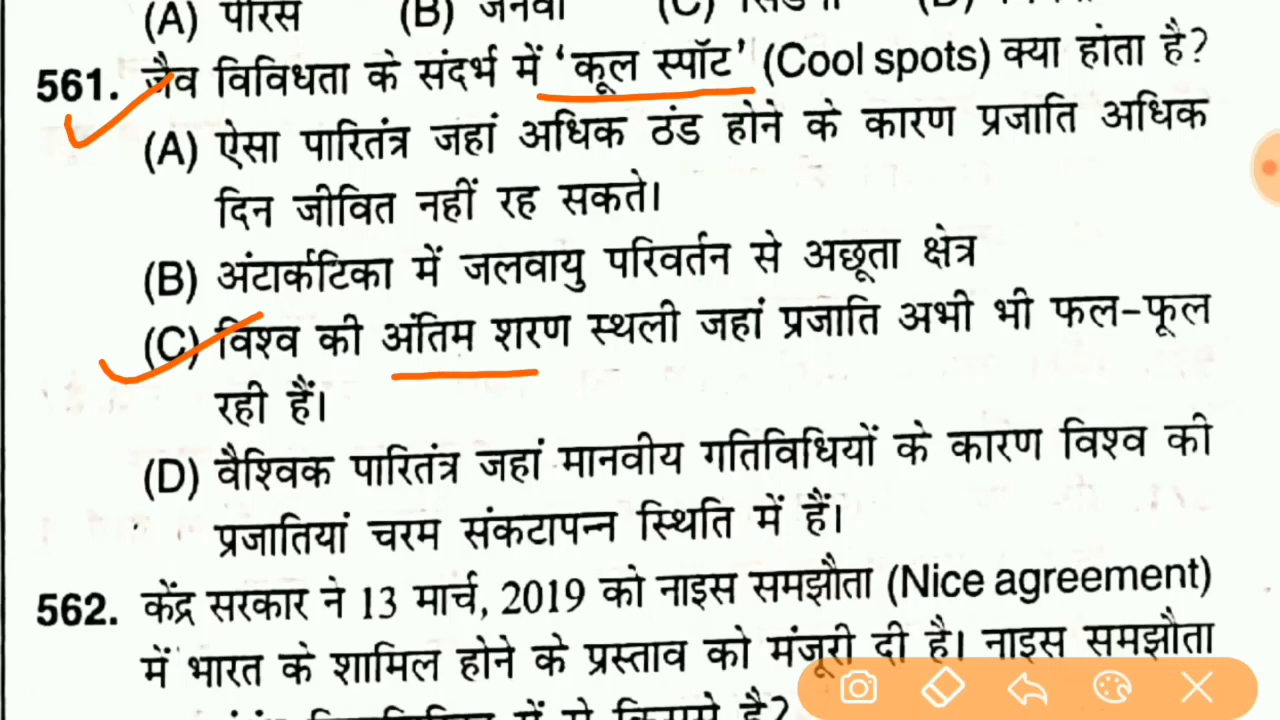 (A) पेरिस (B) जेनेवा (C) सिडनी (D)
561. जैव विविधता के संदर्भ में ‘कूल स्पॉट’ (Cool spots) क्या होता है?
(A) ऐसा पारितंत्र जहां अधिक ठंड होने के कारण प्रजाति अधिक
दिन जीवित नहीं रह सकते।
(B) अंटार्कटिका में जलवायु परिवर्तन से अछूता क्षेत्र
(C) विश्व की अंतिम शरण स्थली जहां प्रजाति अभी भी फल-फूल
रही हैं।
(D) वैश्विक पारितंत्र जहां मानवीय गतिविधियों के कारण विश्व की
प्रजातियां चरम संकटापन्न स्थिति में हैं।
562. केंद्र सरकार ने 13 मार्च, 2019 को नाइस समझौता (Nice agreement)
में भारत के शामिल होने के प्रस्ताव को मंजूरी दी है। नाइस समझौता
में से किससे है?